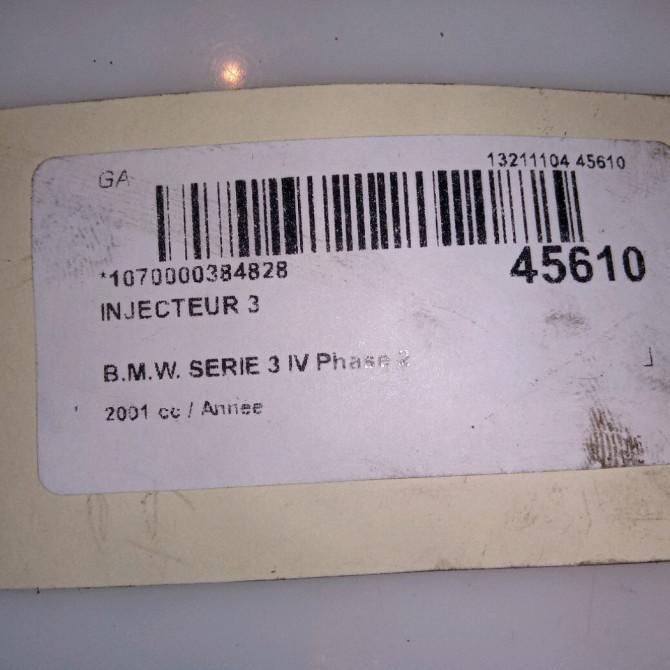 GA
13211104 45610
*1070000384828
45610
INJECTEUR 3
B.M.W. SERIE 3 IV Phase 2
2001 cc / Annee